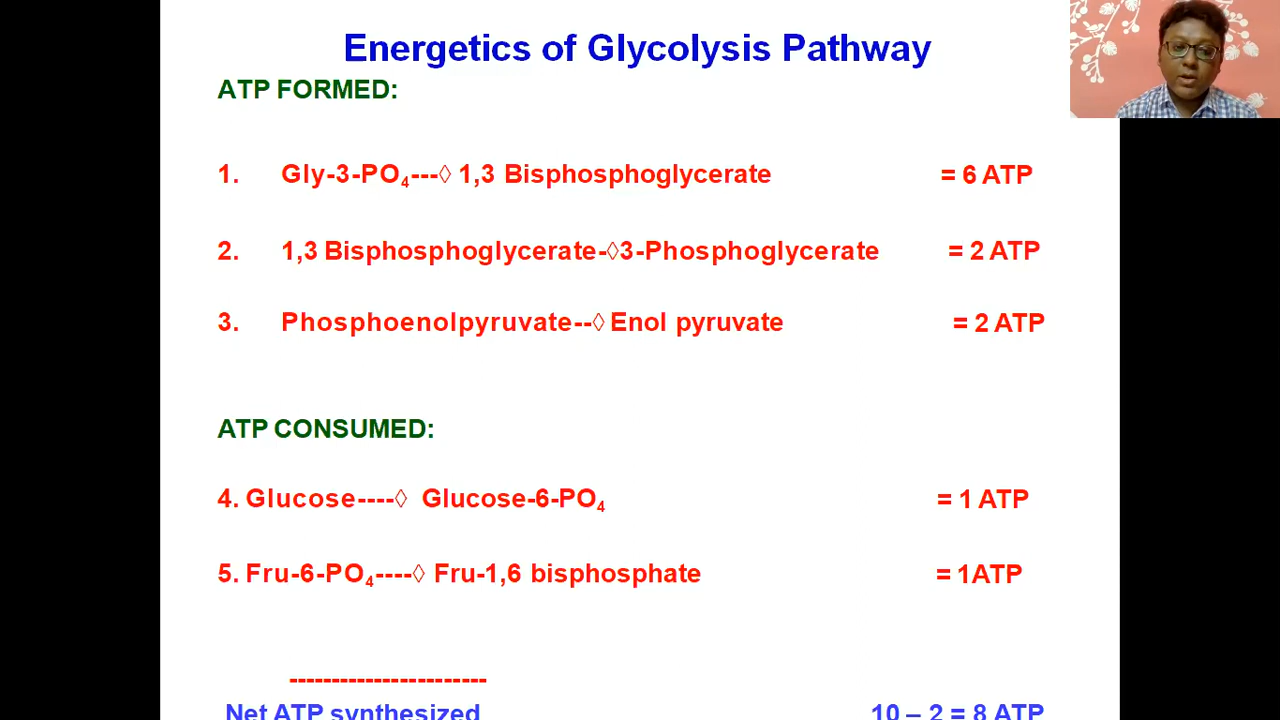 Energetics of Glycolysis Pathway
ATP FORMED:
1. Gly-3-PO₄---◊ 1,3 Bisphosphoglycerate = 6 ATP
2. 1,3 Bisphosphoglycerate-◊3-Phosphoglycerate = 2 ATP
3. Phosphoenolpyruvate--◊ Enol pyruvate = 2 ATP
ATP CONSUMED:
4. Glucose----◊ Glucose-6-PO₄ = 1 ATP
5. Fru-6-PO₄----◊ Fru-1,6 bisphosphate = 1ATP
-----------------------
Net ATP synthesized 10 – 2 = 8 ATP